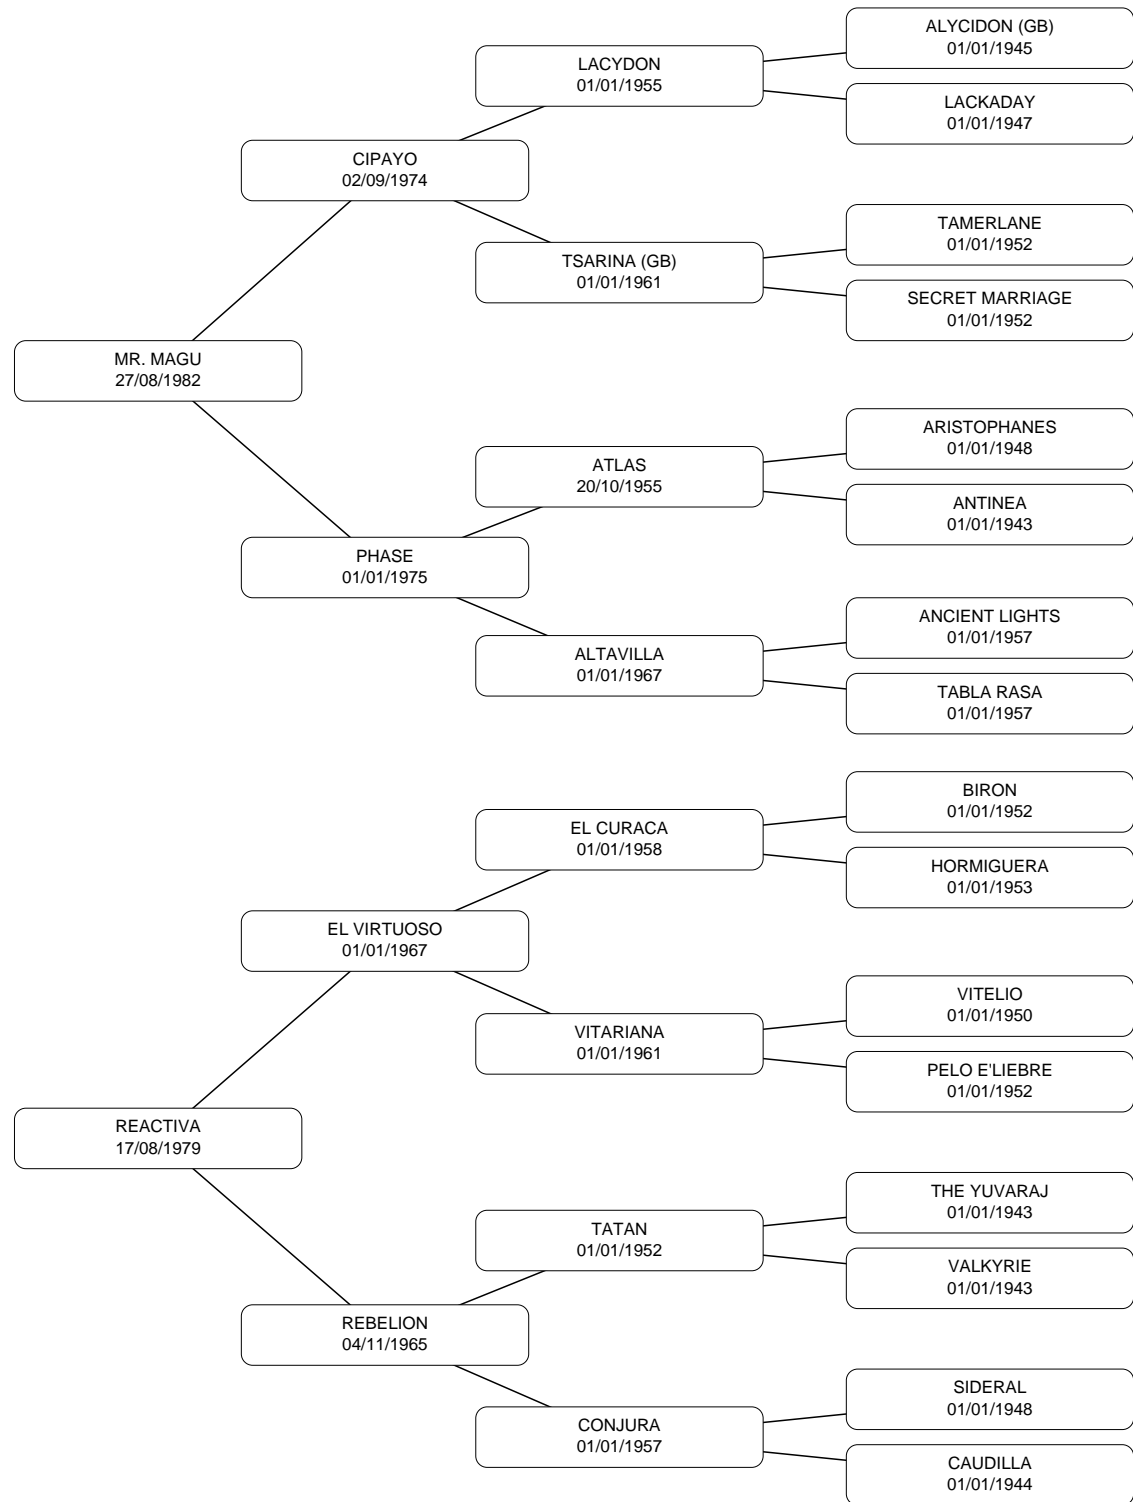 ALYCIDON (GB)
01/01/1945
LACYDON
01/01/1955
LACKADAY
01/01/1947
CIPAYO
02/09/1974
TAMERLANE
01/01/1952
TSARINA (GB)
01/01/1961
SECRET MARRIAGE
01/01/1952
MR. MAGU
27/08/1982
ARISTOPHANES
01/01/1948
ATLAS
20/10/1955
ANTINEA
01/01/1943
PHASE
01/01/1975
ANCIENT LIGHTS
01/01/1957
ALTAVILLA
01/01/1967
TABLA RASA
01/01/1957
BIRON
01/01/1952
EL CURACA
01/01/1958
HORMIGUERA
01/01/1953
EL VIRTUOSO
01/01/1967
VITELIO
01/01/1950
VITARIANA
01/01/1961
PELO E'LIEBRE
01/01/1952
REACTIVA
17/08/1979
THE YUVARAJ
01/01/1943
TATAN
01/01/1952
VALKYRIE
01/01/1943
REBELION
04/11/1965
SIDERAL
01/01/1948
CONJURA
01/01/1957
CAUDILLA
01/01/1944